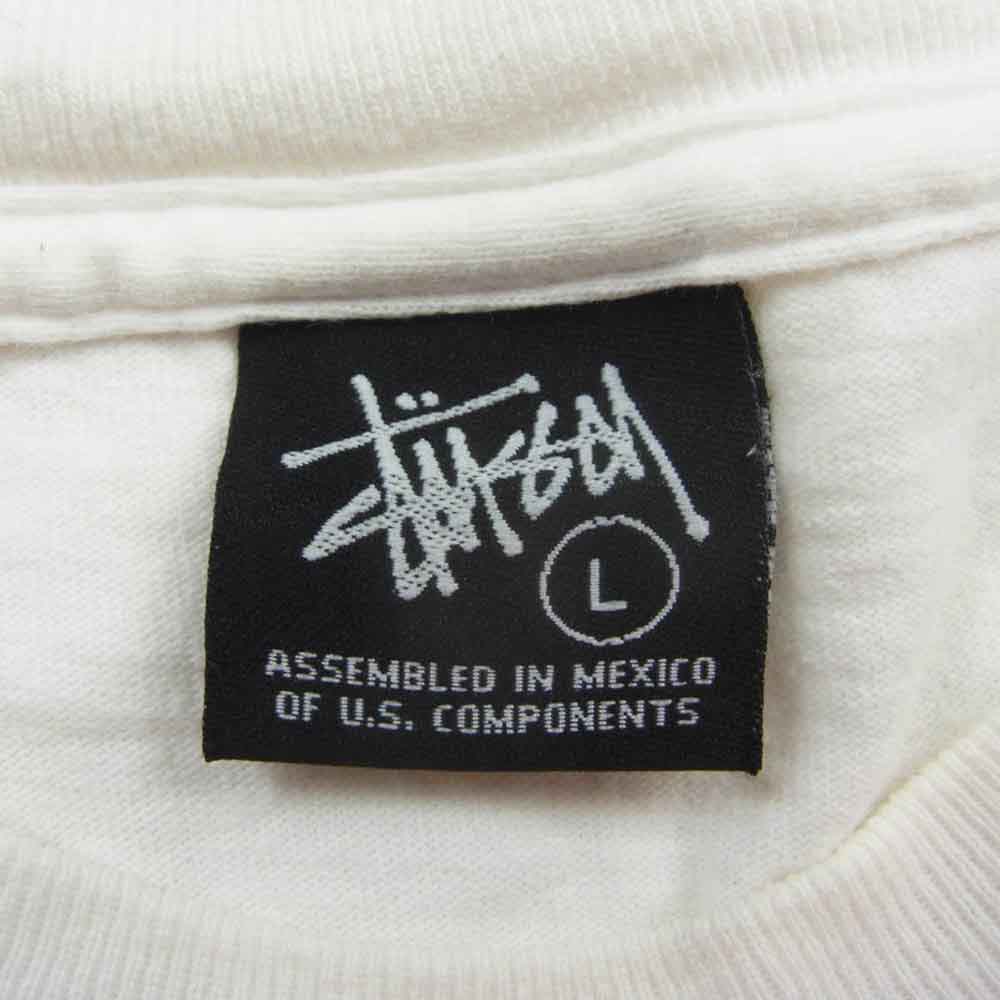 Stüssy
L
ASSEMBLED IN MEXICO
OF U.S. COMPONENTS